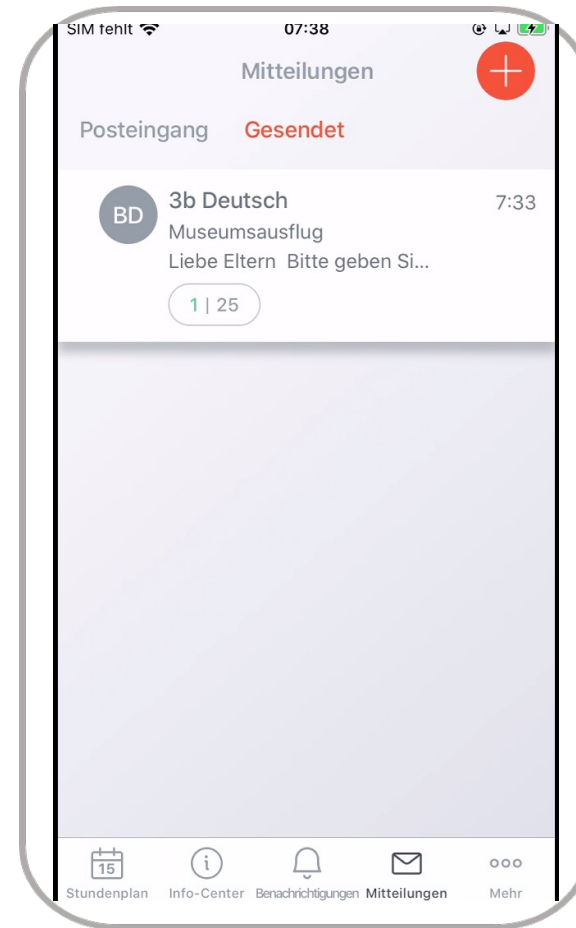 SIM fehlt 07:38
Mitteilungen
Posteingang Gesendet
BD
3b Deutsch 7:33
Museumsausflug
Liebe Eltern Bitte geben Si...
1 | 25
15
Stundenplan Info-Center Benachrichtigungen Mitteilungen Mehr